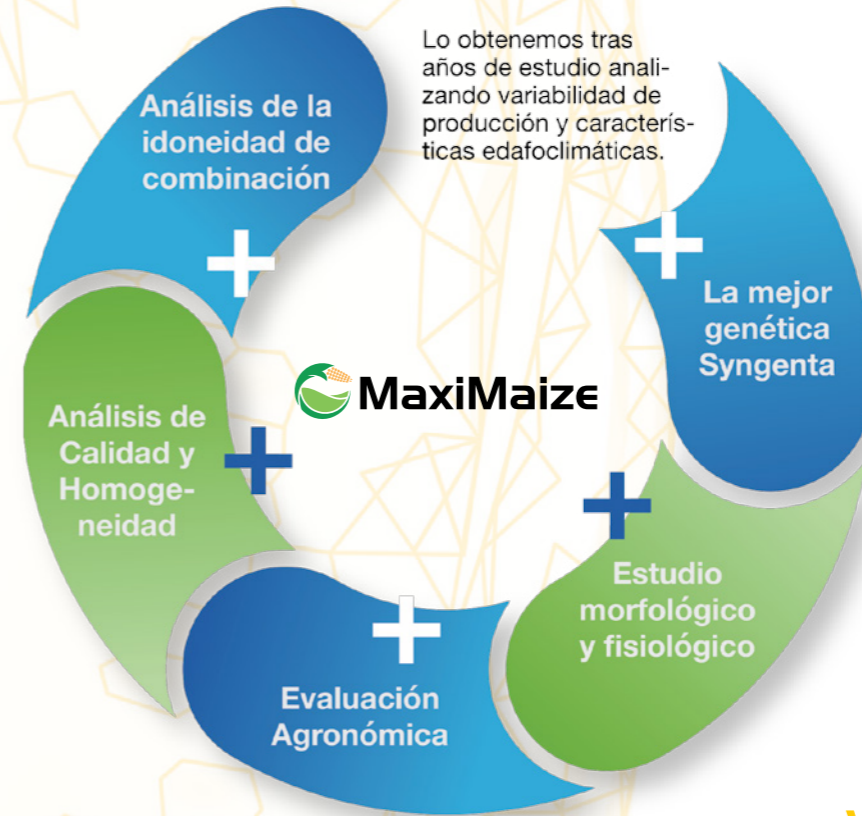 Lo obtenemos tras
años de estudio anali-
zando variabilidad de
producción y caracterís-
ticas edafoclimáticas.
Análisis de la
idoneidad de
combinación
+
+
La mejor
genética
Syngenta
MaxiMaize
Análisis de
Calidad y
Homoge-
neidad
+
+
Estudio
morfológico
y fisiológico
+
Evaluación
Agronómica